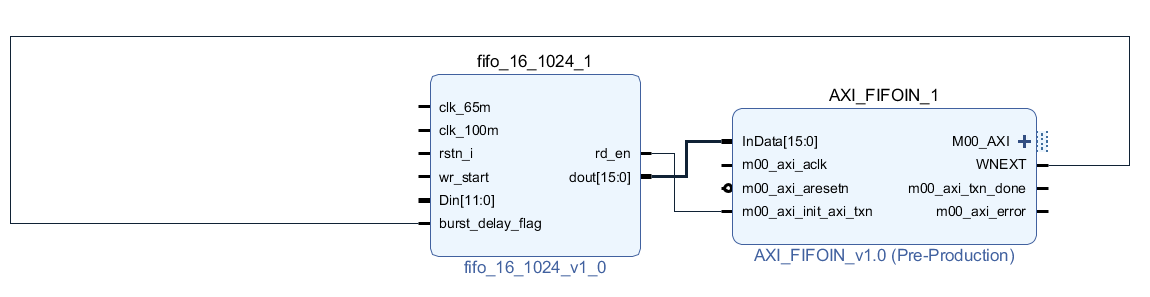 fifo_16_1024_1
clk_65m
clk_100m
rstn_i
wr_start
Din[11:0]
burst_delay_flag
rd_en
dout[15:0]
fifo_16_1024_v1_0
AXI_FIFOIN_1
InData[15:0]
m00_axi_aclk
m00_axi_aresetn
m00_axi_init_axi_txn
M00_AXI
WNEXT
m00_axi_txn_done
m00_axi_error
AXI_FIFOIN_v1.0 (Pre-Production)